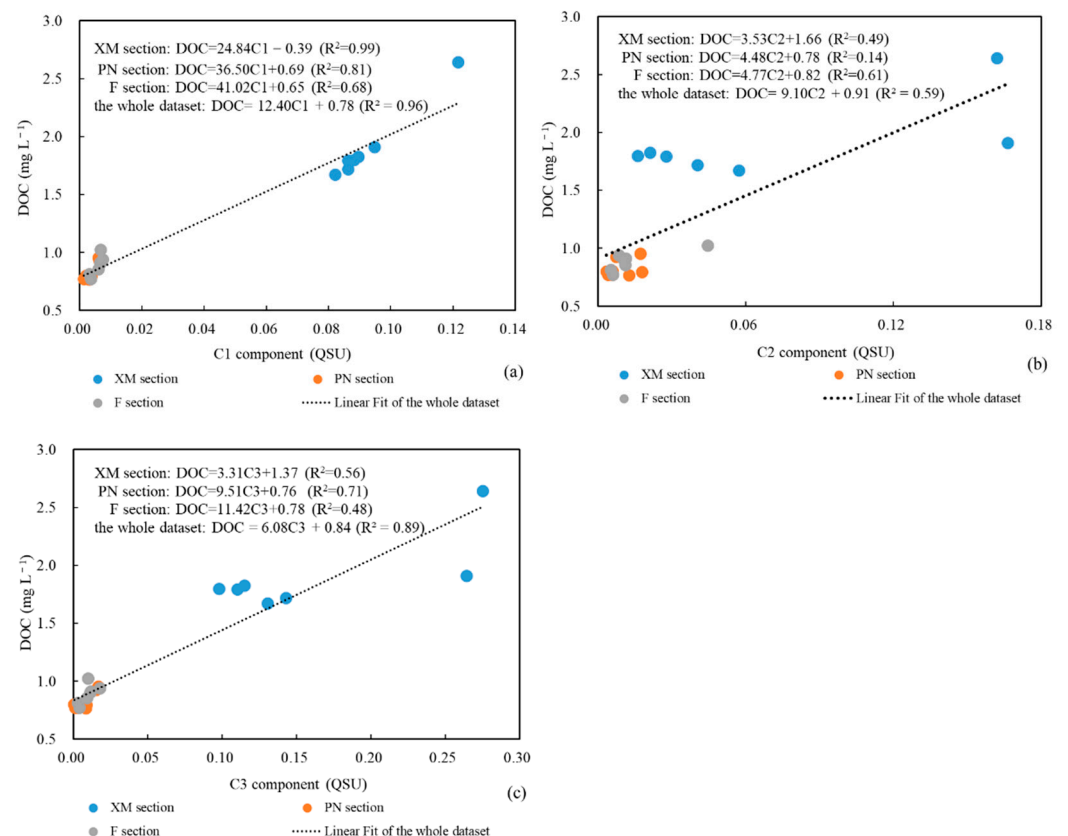 3.0
2.5
2.0
1.5
1.0
0.5
DOC (mg L⁻¹)
XM section: DOC=24.84C1 − 0.39 (R²=0.99)
PN section: DOC=36.50C1+0.69 (R²=0.81)
F section: DOC=41.02C1+0.65 (R²=0.68)
the whole dataset: DOC= 12.40C1 + 0.78 (R² = 0.96)
0.00 0.02 0.04 0.06 0.08 0.10 0.12 0.14
C1 component (QSU)
(a)
XM section PN section
F section Linear Fit of the whole dataset
3.0
2.5
2.0
1.5
1.0
0.5
DOC (mg L⁻¹)
XM section: DOC=3.53C2+1.66 (R²=0.49)
PN section: DOC=4.48C2+0.78 (R²=0.14)
F section: DOC=4.77C2+0.82 (R²=0.61)
the whole dataset: DOC= 9.10C2 + 0.91 (R² = 0.59)
0.00 0.06 0.12 0.18
C2 component (QSU)
(b)
XM section PN section
F section Linear Fit of the whole dataset
3.0
2.5
2.0
1.5
1.0
0.5
DOC (mg L⁻¹)
XM section: DOC=3.31C3+1.37 (R²=0.56)
PN section: DOC=9.51C3+0.76 (R²=0.71)
F section: DOC=11.42C3+0.78 (R²=0.48)
the whole dataset: DOC = 6.08C3 + 0.84 (R² = 0.89)
0.00 0.05 0.10 0.15 0.20 0.25 0.30
C3 component (QSU)
(c)
XM section PN section
F section Linear Fit of the whole dataset